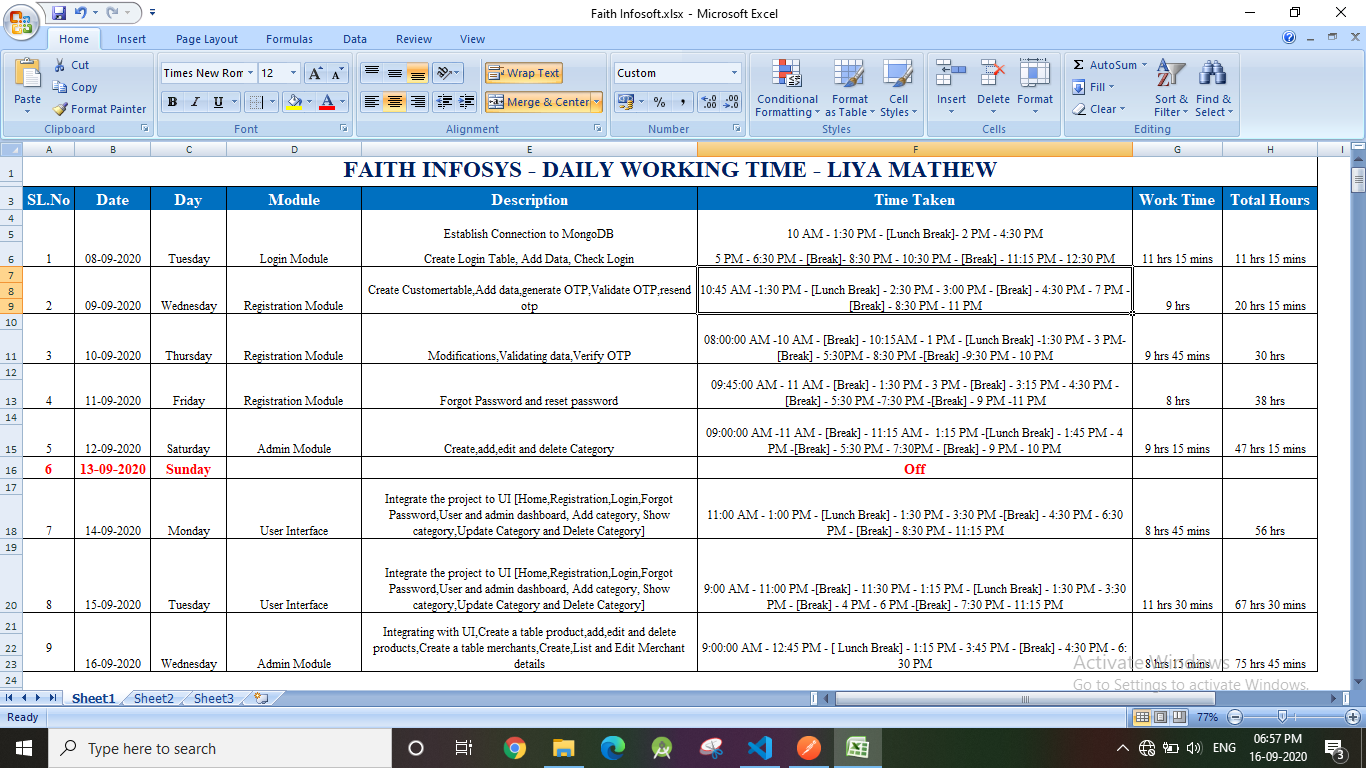 Faith Infosoft.xlsx - Microsoft Excel
Home Insert Page Layout Formulas Data Review View
Paste
Cut
Copy
Format Painter
Clipboard
Times New Ron 12
Font
Wrap Text
Merge & Center
Alignment
Custom
Number
Conditional Formatting
Format as Table
Cell Styles
Styles
Insert Delete Format
Cells
AutoSum
Fill
Clear
Sort & Filter
Find & Select
Editing
A B C D E F G H I
1 FAITH INFOSYS - DAILY WORKING TIME - LIYA MATHEW
3 SL.No Date Day Module Description Time Taken Work Time Total Hours
4
5 Establish Connection to MongoDB 10 AM - 1:30 PM - [Lunch Break]- 2 PM - 4:30 PM
6 1 08-09-2020 Tuesday Login Module Create Login Table, Add Data, Check Login 5 PM - 6:30 PM - [Break]- 8:30 PM - 10:30 PM - [Break] - 11:15 PM - 12:30 PM 11 hrs 15 mins 11 hrs 15 mins
7
8 Create Customertable,Add data,generate OTP,Validate OTP,resend 10:45 AM -1:30 PM - [Lunch Break] - 2:30 PM - 3:00 PM - [Break] - 4:30 PM - 7 PM -
9 2 09-09-2020 Wednesday Registration Module otp [Break] - 8:30 PM - 11 PM 9 hrs 20 hrs 15 mins
10
08:00:00 AM -10 AM - [Break] - 10:15AM - 1 PM - [Lunch Break] -1:30 PM - 3 PM-
11 3 10-09-2020 Thursday Registration Module Modifications,Validating data,Verify OTP [Break] - 5:30PM - 8:30 PM -[Break] -9:30 PM - 10 PM 9 hrs 45 mins 30 hrs
12
09:45:00 AM - 11 AM - [Break] - 1:30 PM - 3 PM - [Break] - 3:15 PM - 4:30 PM -
13 4 11-09-2020 Friday Registration Module Forgot Password and reset password [Break] - 5:30 PM -7:30 PM -[Break] - 9 PM -11 PM 8 hrs 38 hrs
14
09:00:00 AM -11 AM - [Break] - 11:15 AM - 1:15 PM -[Lunch Break] - 1:45 PM - 4
15 5 12-09-2020 Saturday Admin Module Create,add,edit and delete Category PM -[Break] - 5:30 PM - 7:30PM - [Break] - 9 PM - 10 PM 9 hrs 15 mins 47 hrs 15 mins
16 6 13-09-2020 Sunday Off
17
Integrate the project to UI [Home,Registration,Login,Forgot
Password,User and admin dashboard, Add category, Show 11:00 AM - 1:00 PM - [Lunch Break] - 1:30 PM - 3:30 PM -[Break] - 4:30 PM - 6:30
18 7 14-09-2020 Monday User Interface category,Update Category and Delete Category] PM - [Break] - 8:30 PM - 11:15 PM 8 hrs 45 mins 56 hrs
19
Integrate the project to UI [Home,Registration,Login,Forgot
Password,User and admin dashboard, Add category, Show 9:00 AM - 11:00 PM -[Break] - 11:30 PM - 1:15 PM - [Lunch Break] - 1:30 PM - 3:30
20 8 15-09-2020 Tuesday User Interface category,Update Category and Delete Category] PM - [Break] - 4 PM - 6 PM -[Break] - 7:30 PM - 11:15 PM 11 hrs 30 mins 67 hrs 30 mins
21 Integrating with UI,Create a table product,add,edit and delete
22 9 products,Create a table merchants,Create,List and Edit Merchant 9:00:00 AM - 12:45 PM - [ Lunch Break] - 1:15 PM - 3:45 PM - [Break] - 4:30 PM - 6:
23 16-09-2020 Wednesday Admin Module details 30 PM 8 hrs 15 mins 75 hrs 45 mins
24
Activate Windows
Go to Settings to activate Windows.
Sheet1 Sheet2 Sheet3
Ready 77%
Type here to search
ENG
06:57 PM
16-09-2020
3